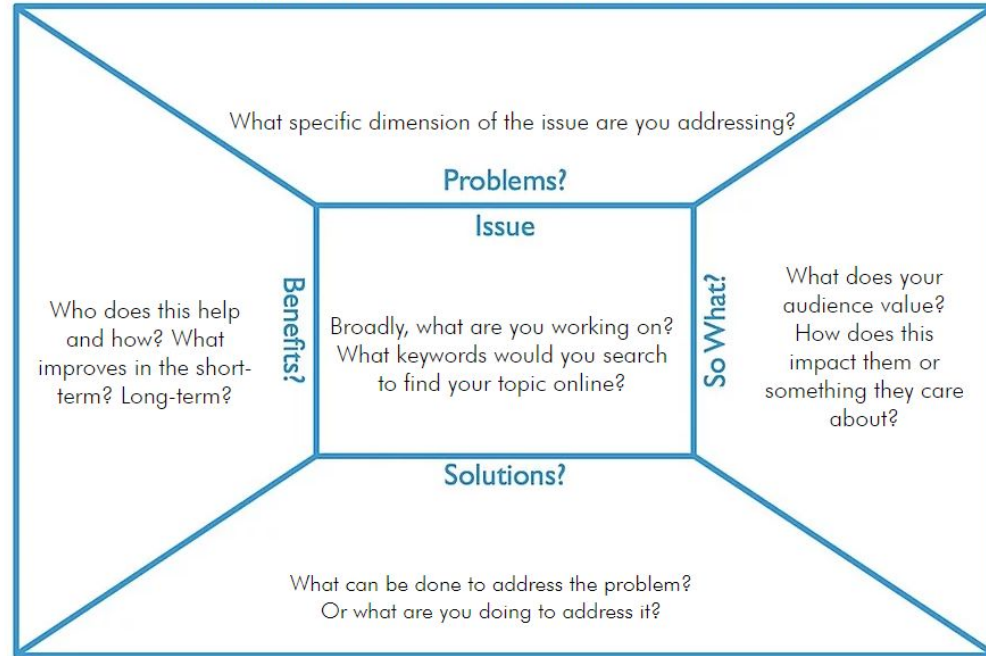 What specific dimension of the issue are you addressing?
Problems?
Issue
Broadly, what are you working on?
What keywords would you search
to find your topic online?
Benefits?
Who does this help
and how? What
improves in the short-
term? Long-term?
So What?
What does your
audience value?
How does this
impact them or
something they care
about?
Solutions?
What can be done to address the problem?
Or what are you doing to address it?